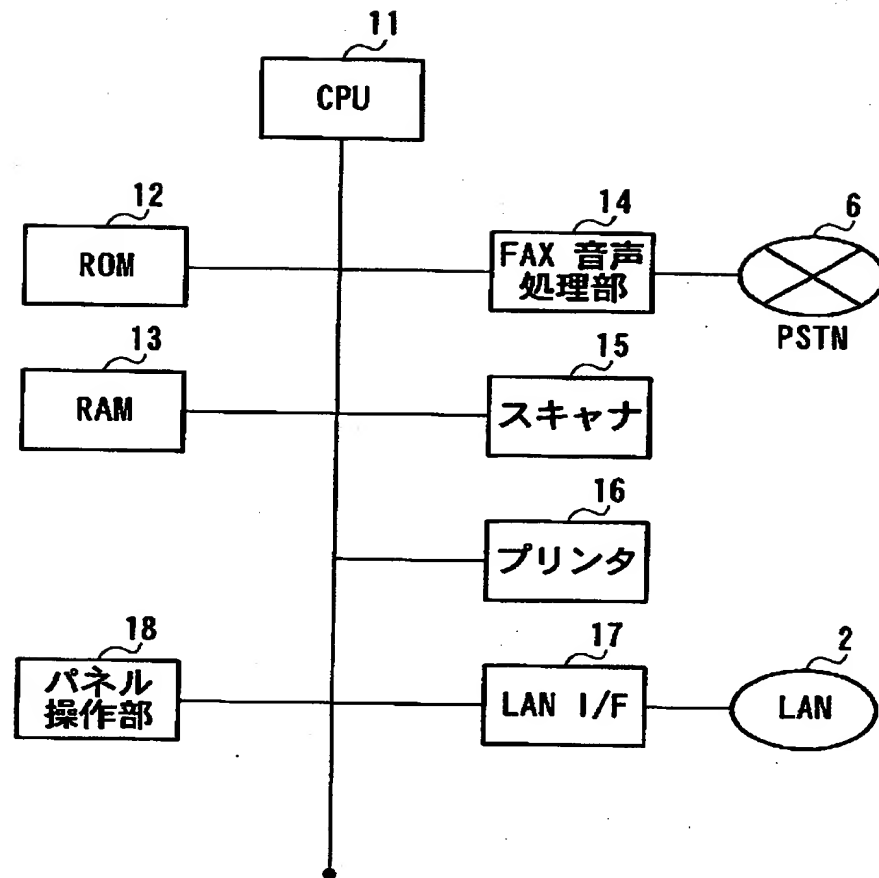 11
CPU
12
ROM
14
FAX 音声
処理部
6
PSTN
13
RAM
15
スキャナ
16
プリンタ
18
パネル
操作部
17
LAN I/F
2
LAN